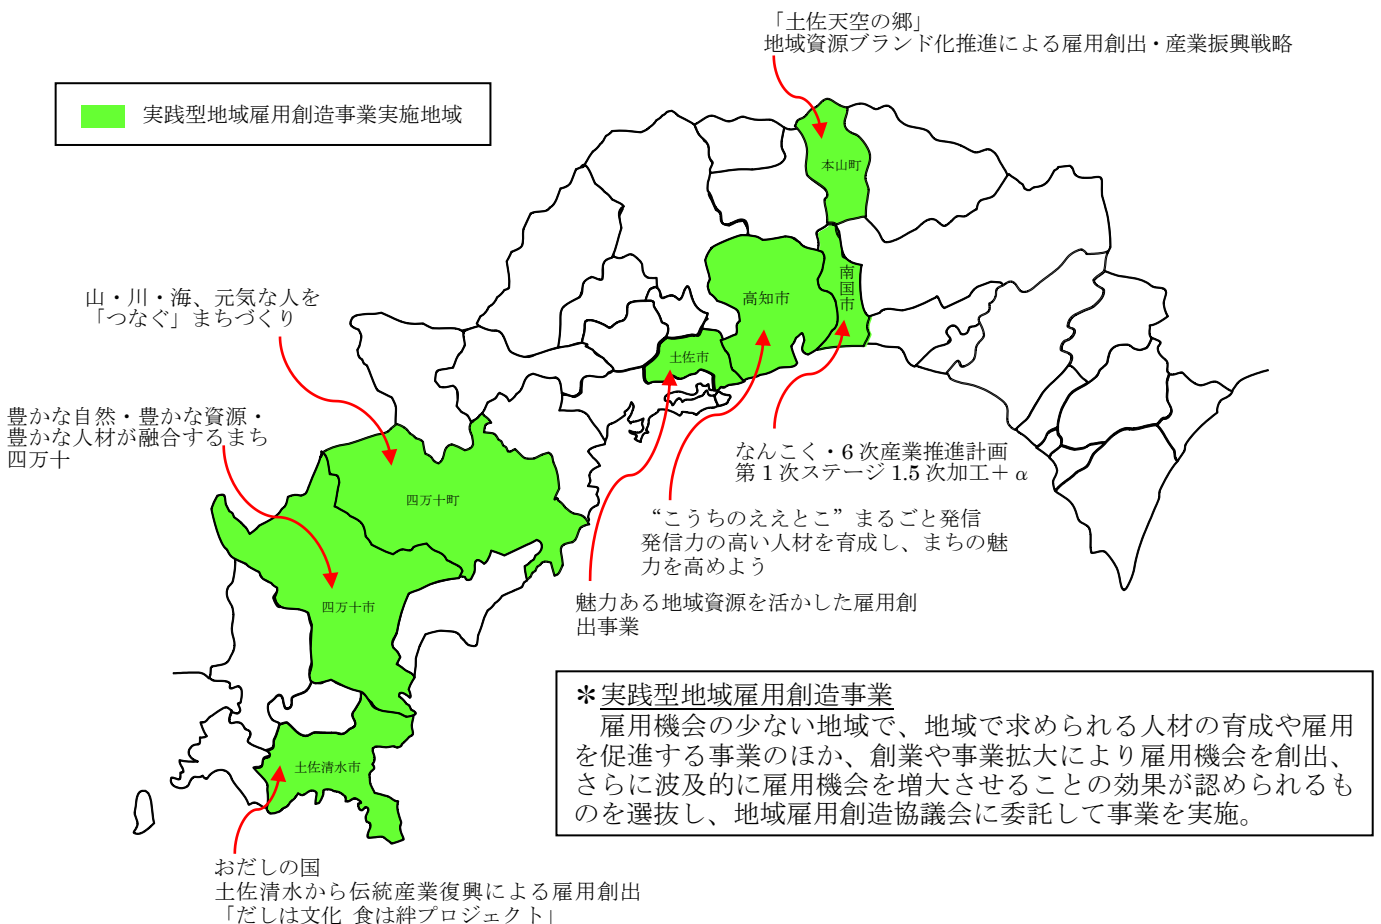 「土佐天空の郷」
地域資源ブランド化推進による雇用創出・産業振興戦略
実践型地域雇用創造事業実施地域
本山町
南国市
高知市
土佐市
山・川・海、元気な人を
「つなぐ」まちづくり
豊かな自然・豊かな資源・
豊かな人材が融合するまち
四万十
なんこく・6次産業推進計画
第1次ステージ 1.5次加工＋α
四万十町
“こうちのええとこ”まるごと発信
発信力の高い人材を育成し、まちの魅
力を高めよう
魅力ある地域資源を活かした雇用創
出事業
四万十市
＊実践型地域雇用創造事業
雇用機会の少ない地域で、地域で求められる人材の育成や雇用
を促進する事業のほか、創業や事業拡大により雇用機会を創出、
さらに波及的に雇用機会を増大させることの効果が認められるも
のを選抜し、地域雇用創造協議会に委託して事業を実施。
土佐清水市
おだしの国
土佐清水から伝統産業復興による雇用創出
「だしは文化 食は絆プロジェクト」